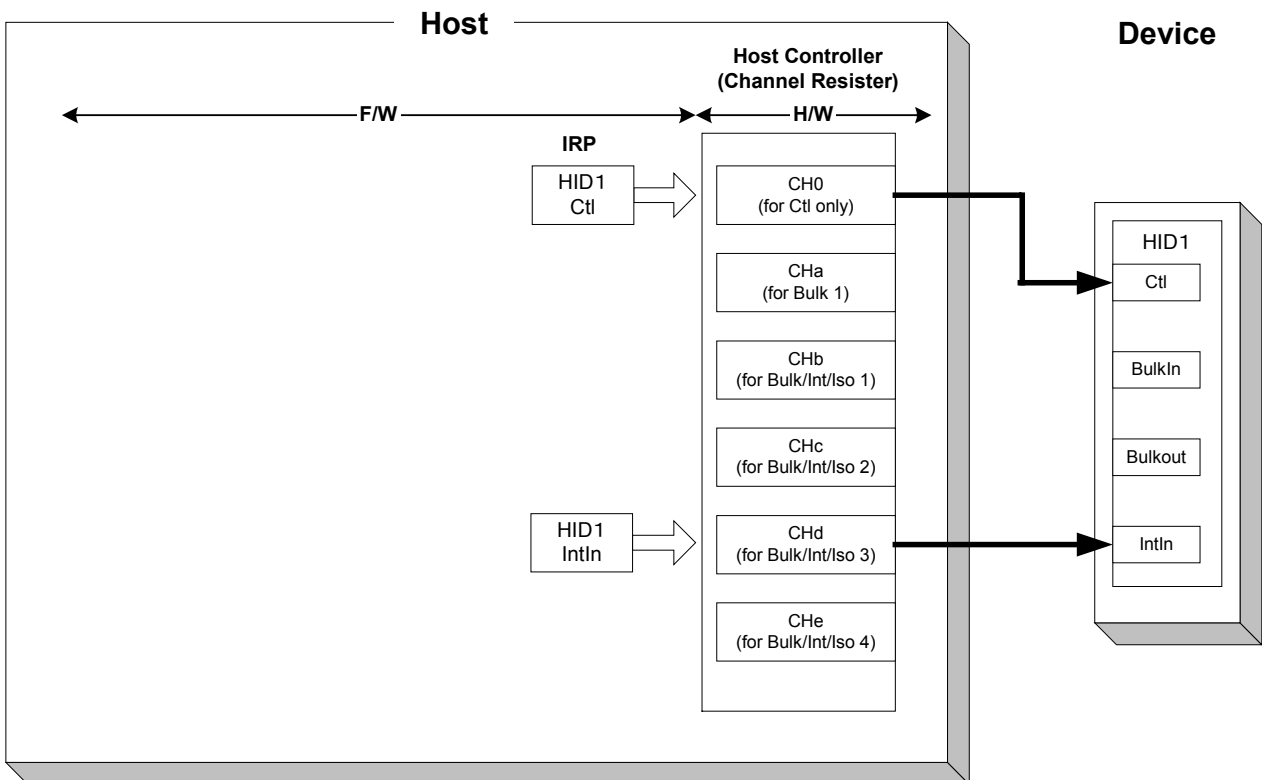 Host
Device
Host Controller
(Channel Resister)
F/W
H/W
IRP
HID1
Ctl
CH0
(for Ctl only)
HID1
Ctl
CHa
(for Bulk 1)
CHb
(for Bulk/Int/Iso 1)
BulkIn
CHc
(for Bulk/Int/Iso 2)
Bulkout
HID1
IntIn
CHd
(for Bulk/Int/Iso 3)
IntIn
CHe
(for Bulk/Int/Iso 4)